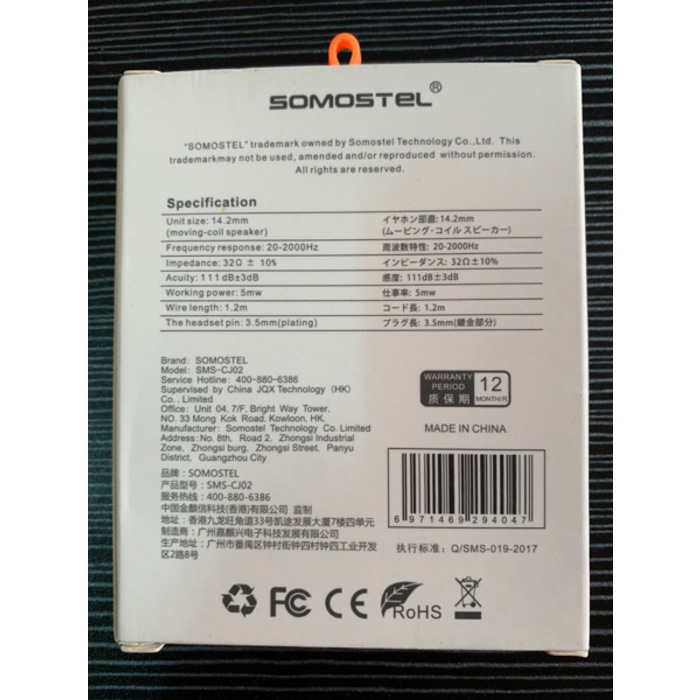 SOMOSTEL®
"SOMOSTEL" trademark owned by Somostel Technology Co.,Ltd. This
trademarkmay not be used, amended and/or reproduced without permission.
All rights are reserved.
Specification
Unit size: 14.2mm
(moving-coil speaker)
イヤホン部直: 14.2mm
(ムービング・コイルスピーカー)
Frequency response: 20-2000Hz
周波数特性: 20-2000Hz
Impedance: 32Ω ± 10%
インピーダンス: 32Ω±10%
Acuity: 111dB±3dB
感度: 111dB±3dB
Working power: 5mw
仕事率: 5mw
Wire length: 1.2m
コード長: 1.2m
The headset pin: 3.5mm(plating)
プラグ長: 3.5mm(鍍金部分)
Brand: SOMOSTEL
Model: SMS-CJ02
Service Hotline: 400-880-6386
Supervised by China JQX Technology (HK)
Co., Limited
Office: Unit 04, 7/F, Bright Way Tower,
NO. 33 Mong Kok Road, Kowloon, HK.
Manufacturer: Somostel Technology Co. Limited
Address: No. 8th, Road 2, Zhongsi Industrial
Zone, Zhongsi burg, Zhongsi Street, Panyu
District, Guangzhou City
品牌: SOMOSTEL
产品型号: SMS-CJ02
服务热线: 400-880-6386
中国金麒信科技(香港)有限公司 监制
地址: 香港九龙旺角道33号凯途发展大厦7楼四单元
制造商: 广州嘉麒兴电子科技发展有限公司
生产地址: 广州市番禺区钟村街钟四村钟四工业开发
区2路8号
WARRANTY
PERIOD
质保期
12
MONTH/月
MADE IN CHINA
6 971469 294047
执行标准: Q/SMS-019-2017
FC CE RoHS